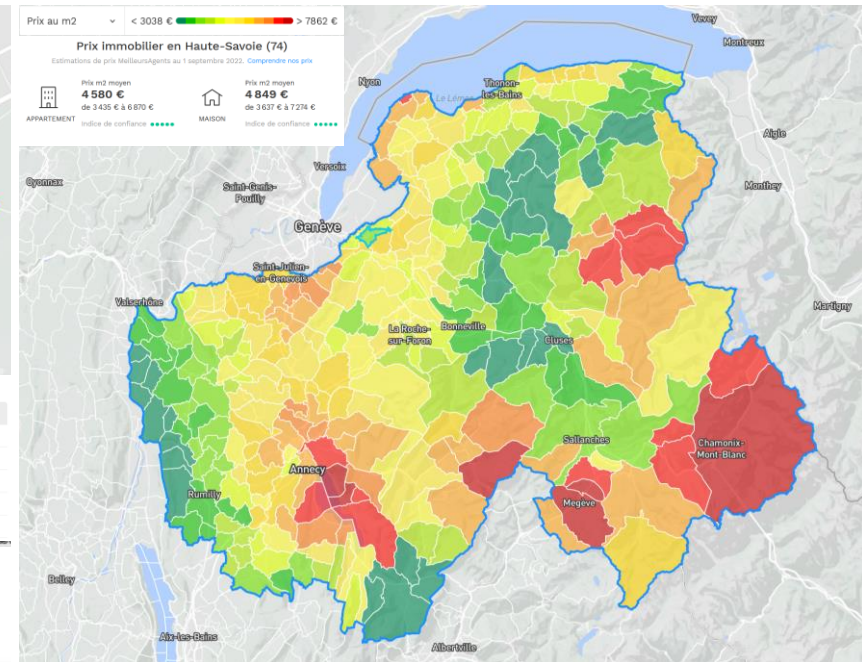 Prix au m2
< 3038 €
> 7862 €
Prix immobilier en Haute-Savoie (74)
Estimations de prix MeilleursAgents au 1 septembre 2022. Comprendre nos prix
Prix m2 moyen
4 580 €
de 3 435 € à 6 870 €
APPARTEMENT
Indice de confiance
Prix m2 moyen
4 849 €
de 3 637 € à 7 274 €
MAISON
Indice de confiance
Vevey
Montreux
Nyon
Thonon-
les-Bains
Le Léman
Aigle
Versoix
Oyonnax
Saint-Genis-
Pouilly
Monthey
Genève
Saint-Julien-
en-Genevois
Valserhône
Martigny
La Roche-
sur-Foron
Bonneville
Cluses
Sallanches
Chamonix-
Mont-Blanc
Annecy
Rumilly
Megève
Belley
Aix-les-Bains
Albertville